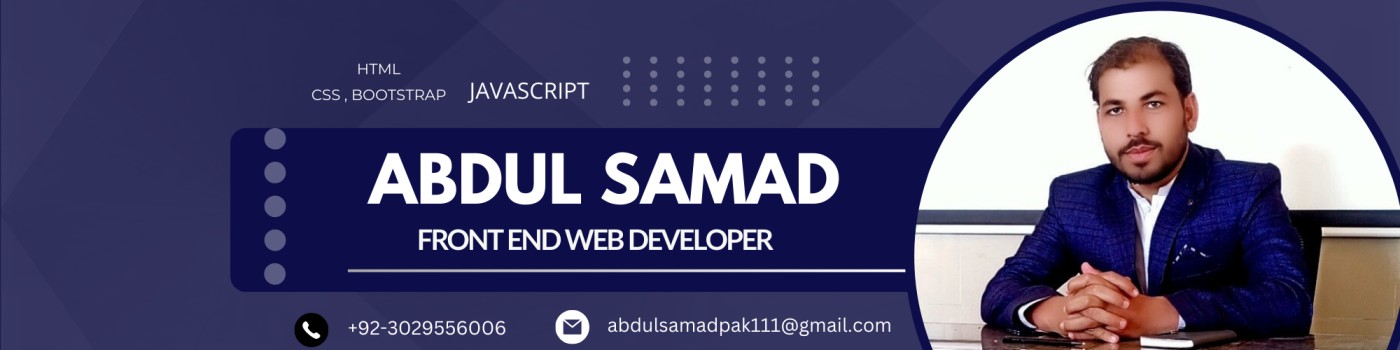 HTML
CSS , BOOTSTRAP
JAVASCRIPT
ABDUL SAMAD
FRONT END WEB DEVELOPER
+92-3029556006
abdulsamadpak111@gmail.com